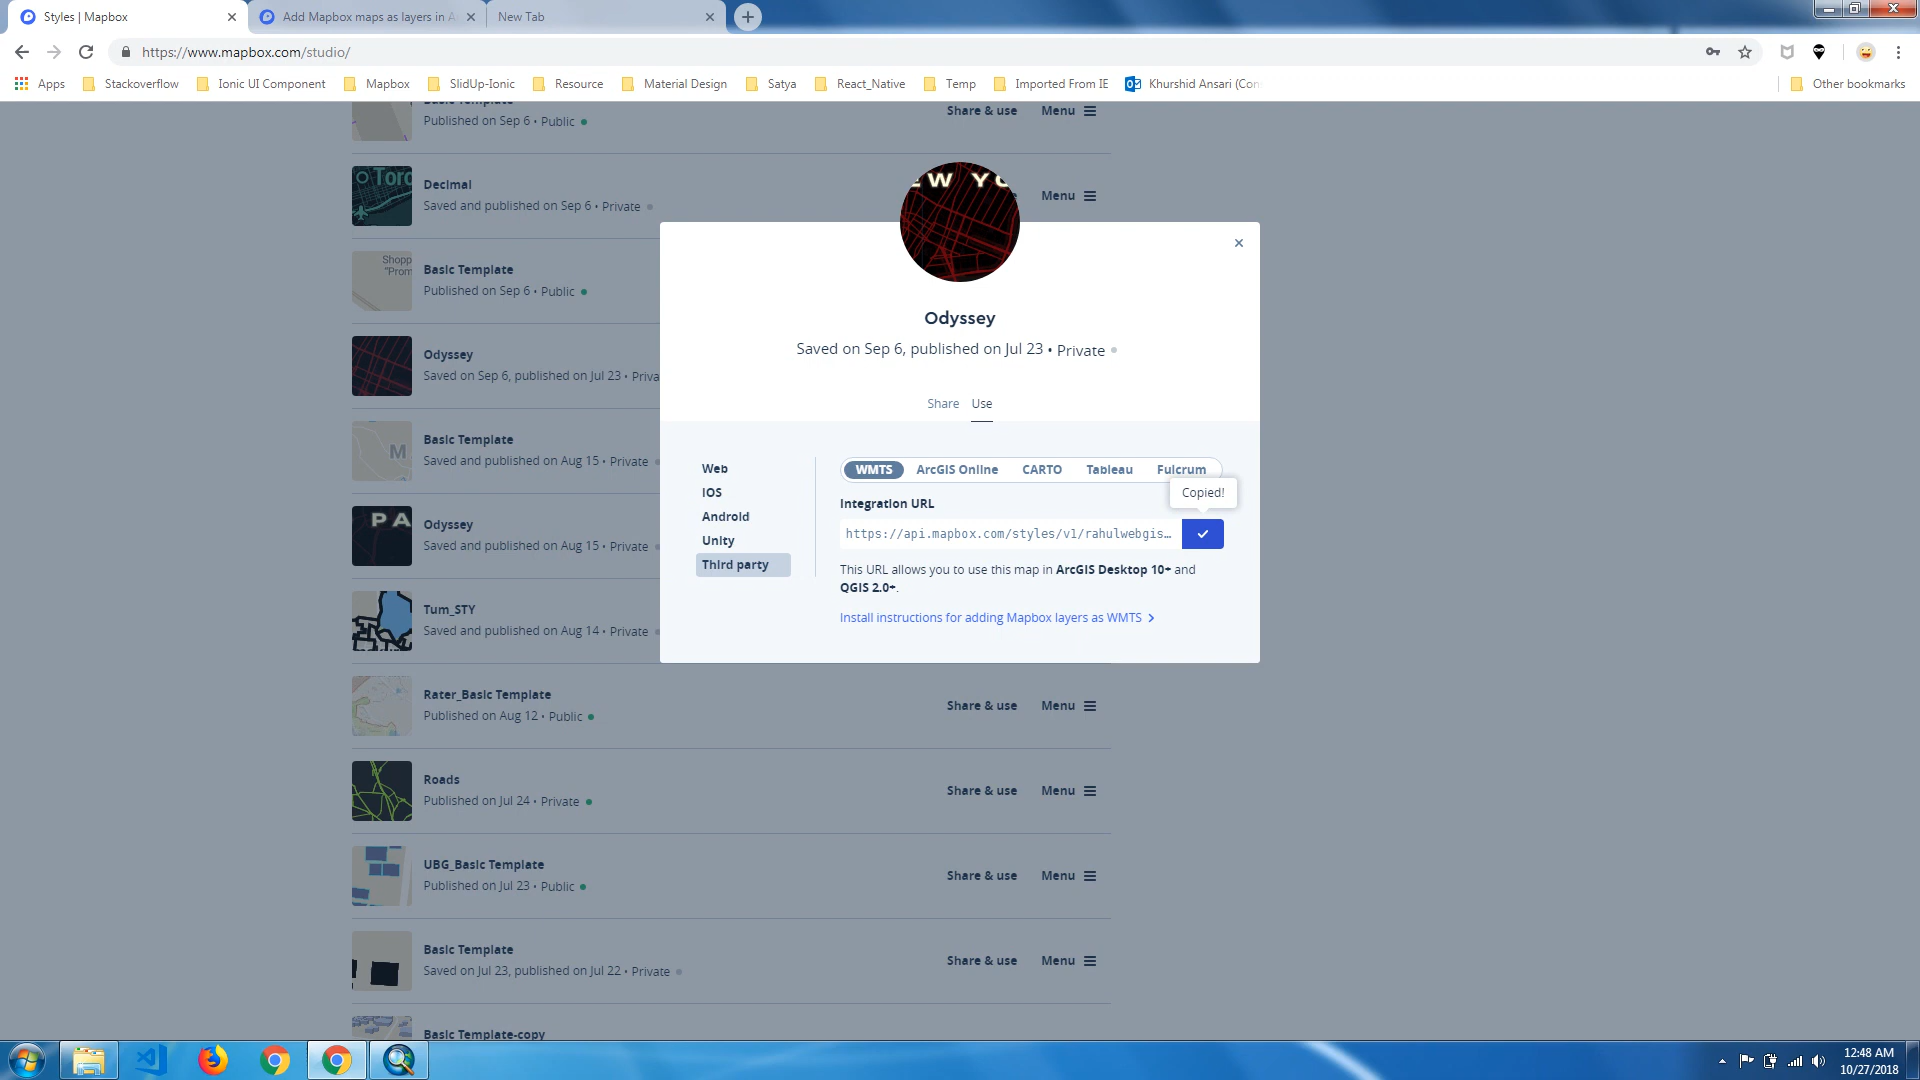 Styles | Mapbox
Add Mapbox maps as layers in A
New Tab
https://www.mapbox.com/studio/
Apps
Stackoverflow
Ionic UI Component
Mapbox
SlidUp-Ionic
Resource
Material Design
Satya
React_Native
Temp
Imported From IE
Khurshid Ansari (Con
Other bookmarks
Basic Template
Published on Sep 6 • Public
Share & use
Menu
Toro
Decimal
Saved and published on Sep 6 • Private
Menu
Shopp
"Prom
Basic Template
Published on Sep 6 • Public
Odyssey
Saved on Sep 6, published on Jul 23 • Priva
M
Basic Template
Saved and published on Aug 15 • Private
PA
Odyssey
Saved and published on Aug 15 • Private
Tum_STY
Saved and published on Aug 14 • Private
EW YO
Odyssey
Saved on Sep 6, published on Jul 23 • Private
Share
Use
Web
IOS
Android
Unity
Third party
WMTS
ArcGIS Online
CARTO
Tableau
Fulcrum
Copied!
Integration URL
https://api.mapbox.com/styles/v1/rahulwebgis…
This URL allows you to use this map in ArcGIS Desktop 10+ and
QGIS 2.0+.
Install instructions for adding Mapbox layers as WMTS
Rater_Basic Template
Published on Aug 12 • Public
Share & use
Menu
Roads
Published on Jul 24 • Private
Share & use
Menu
UBG_Basic Template
Published on Jul 23 • Public
Share & use
Menu
Basic Template
Saved on Jul 23, published on Jul 22 • Private
Share & use
Menu
Basic Template-copy
12:48 AM
10/27/2018